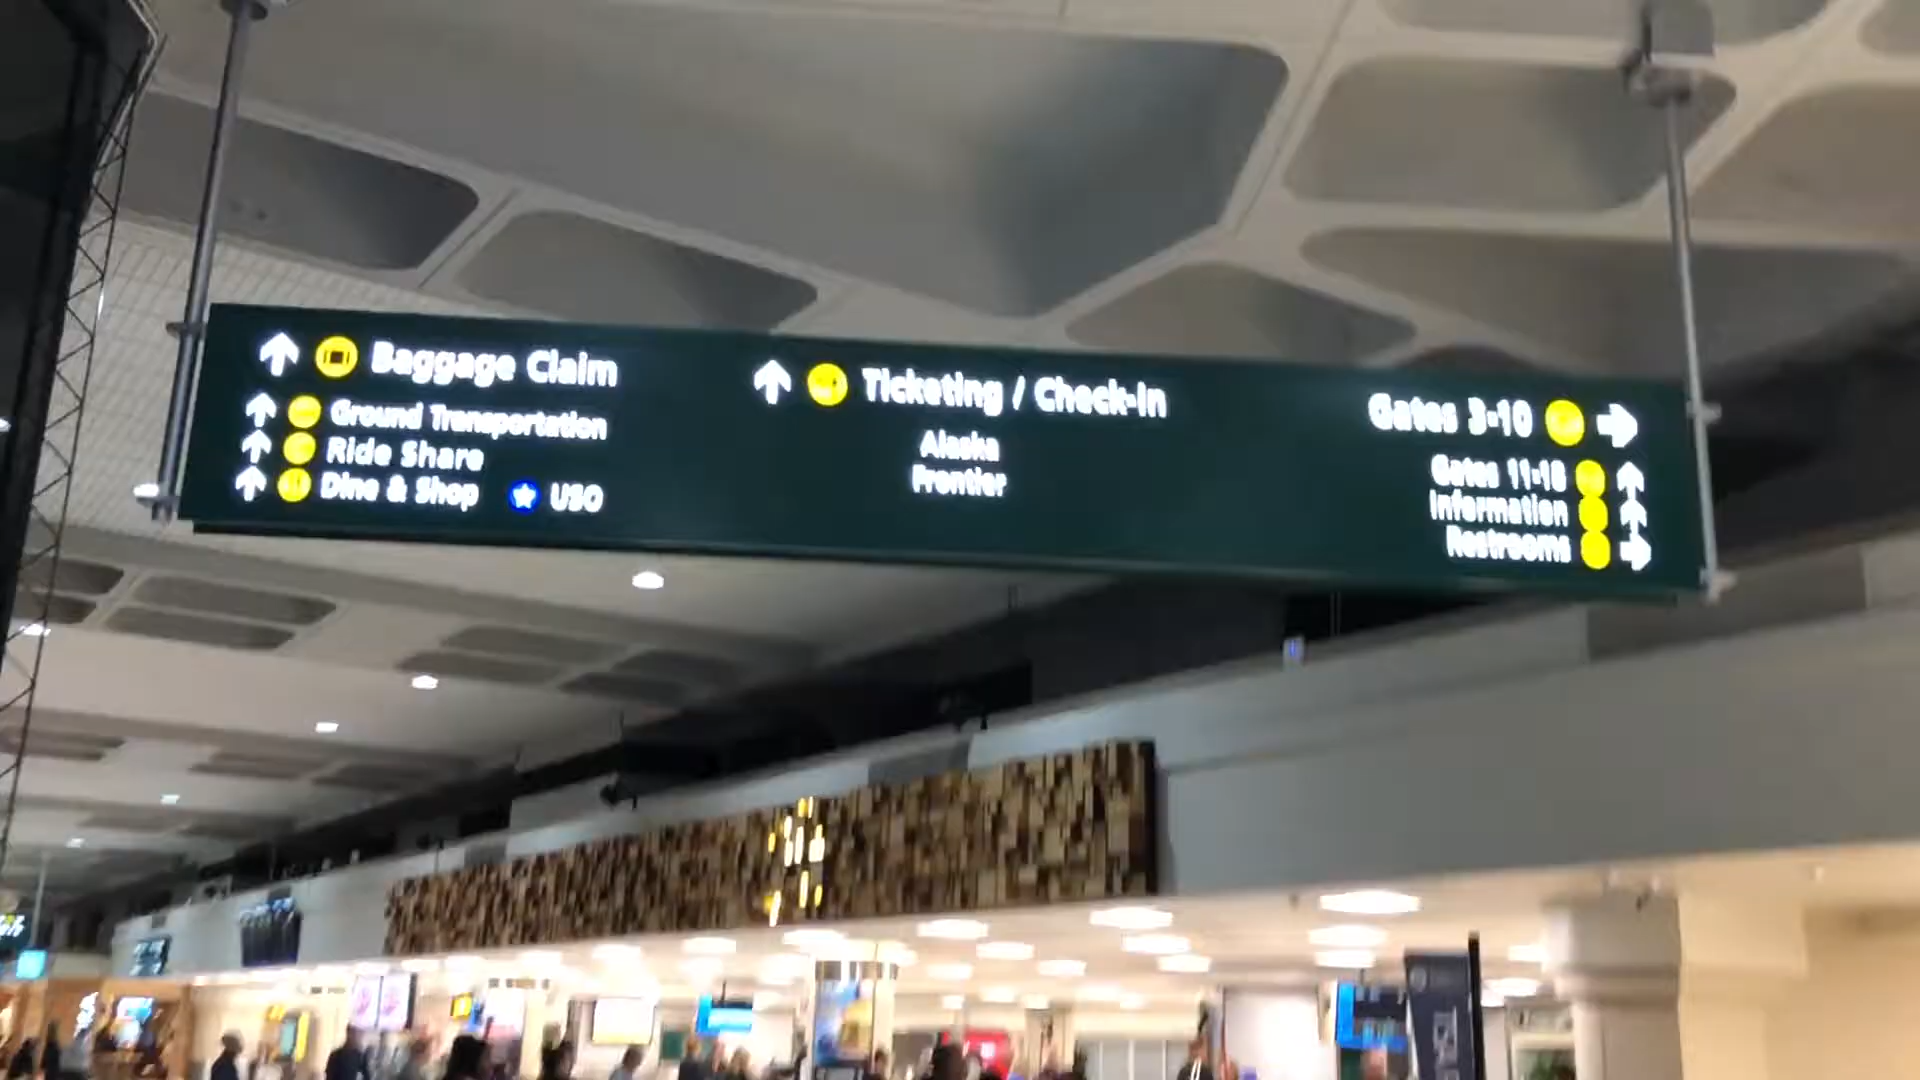 Baggage Claim
Ground Transportation
Ride Share
Dine & Shop USO
Ticketing / Check-in
Alaska
Frontier
Gates 3-10
Gates 11-18
Information
Restrooms